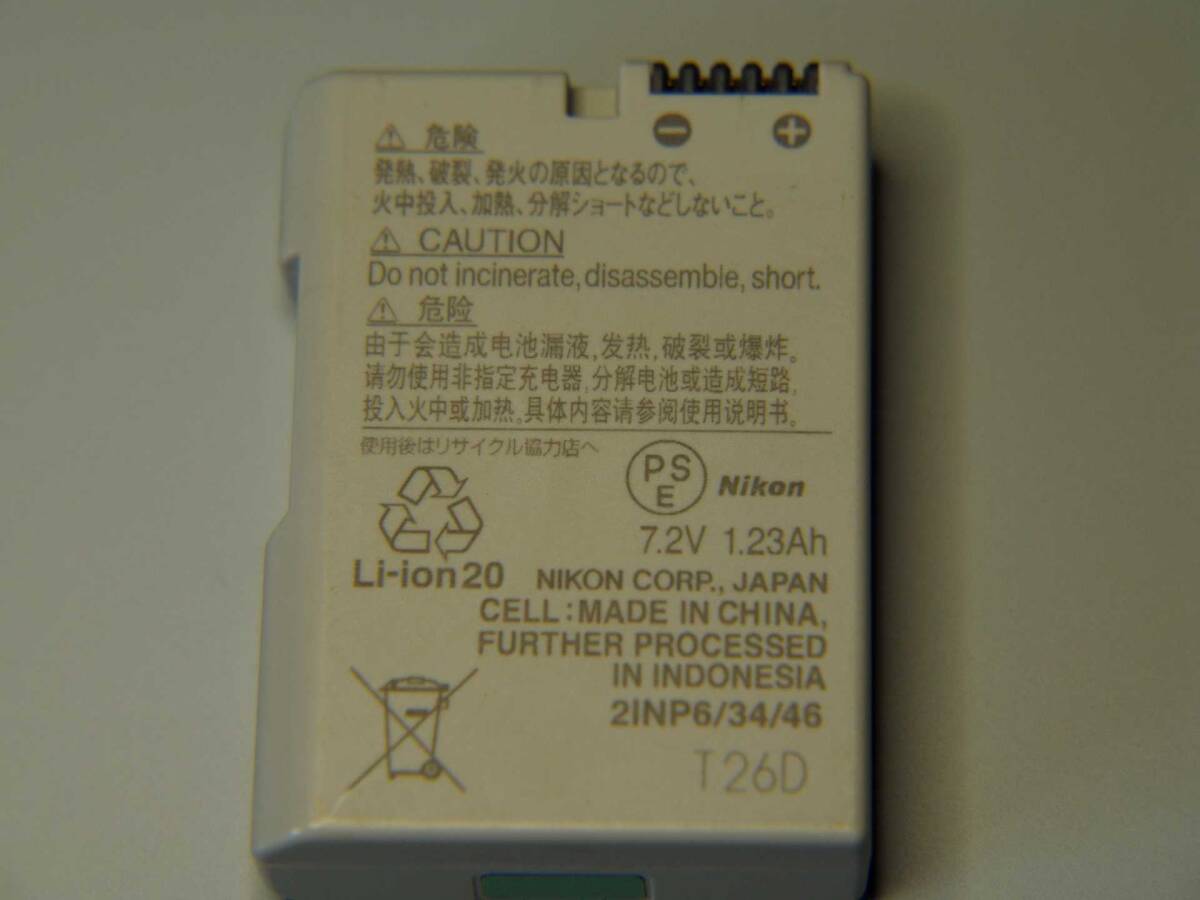 − +
⚠ 危険
発熱、破裂、発火の原因となるので、
火中投入、加熱、分解ショートなどしないこと。
⚠ CAUTION
Do not incinerate, disassemble, short.
⚠ 危险
由于会造成电池漏液,发热,破裂或爆炸。
请勿使用非指定充电器,分解电池或造成短路,
投入火中或加热。具体内容请参阅使用说明书。
使用後はリサイクル協力店へ
PS
E
Nikon
7.2V 1.23Ah
Li-ion20
NIKON CORP., JAPAN
CELL:MADE IN CHINA,
FURTHER PROCESSED
IN INDONESIA
2INP6/34/46
T26D